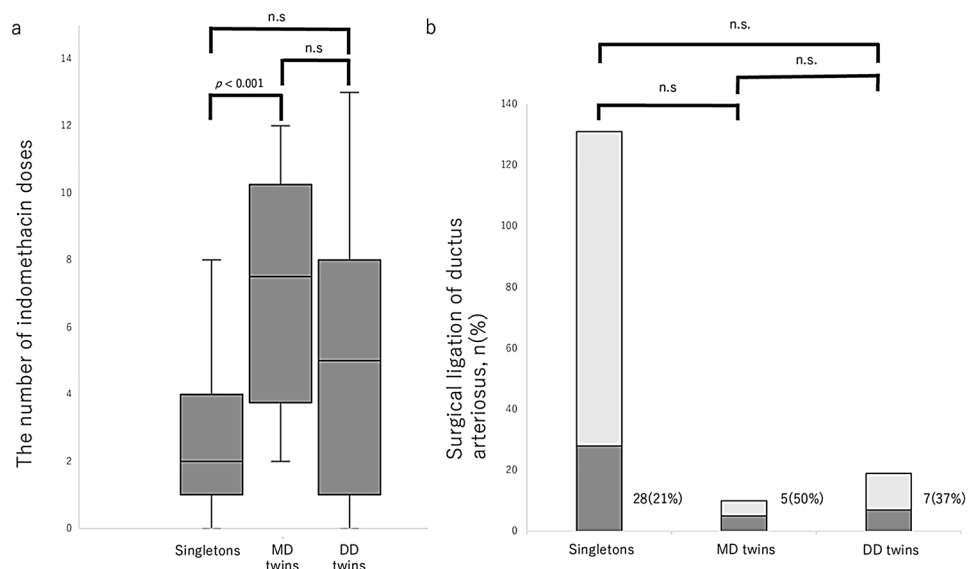 a
n.s
n.s
p < 0.001
The number of indomethacin doses
14
12
10
8
6
4
2
0
Singletons
MD
twins
DD
twins
b
n.s.
n.s.
n.s
Surgical ligation of ductus
arteriosus, n(%)
140
120
100
80
60
40
20
0
28(21%)
5(50%)
7(37%)
Singletons
MD twins
DD twins